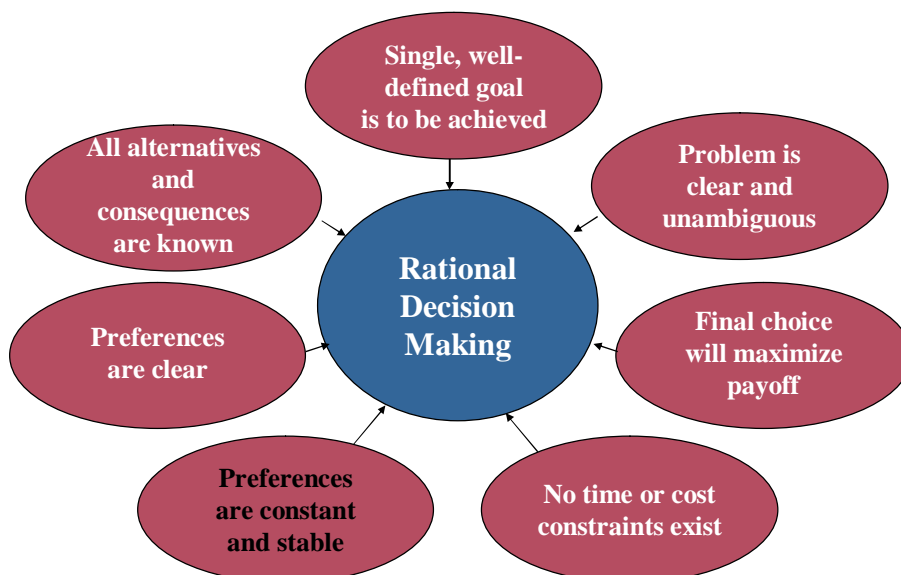 Single, well-
defined goal
is to be achieved
All alternatives
and
consequences
are known
Problem is
clear and
unambiguous
Rational
Decision
Making
Preferences
are clear
Final choice
will maximize
payoff
Preferences
are constant
and stable
No time or cost
constraints exist